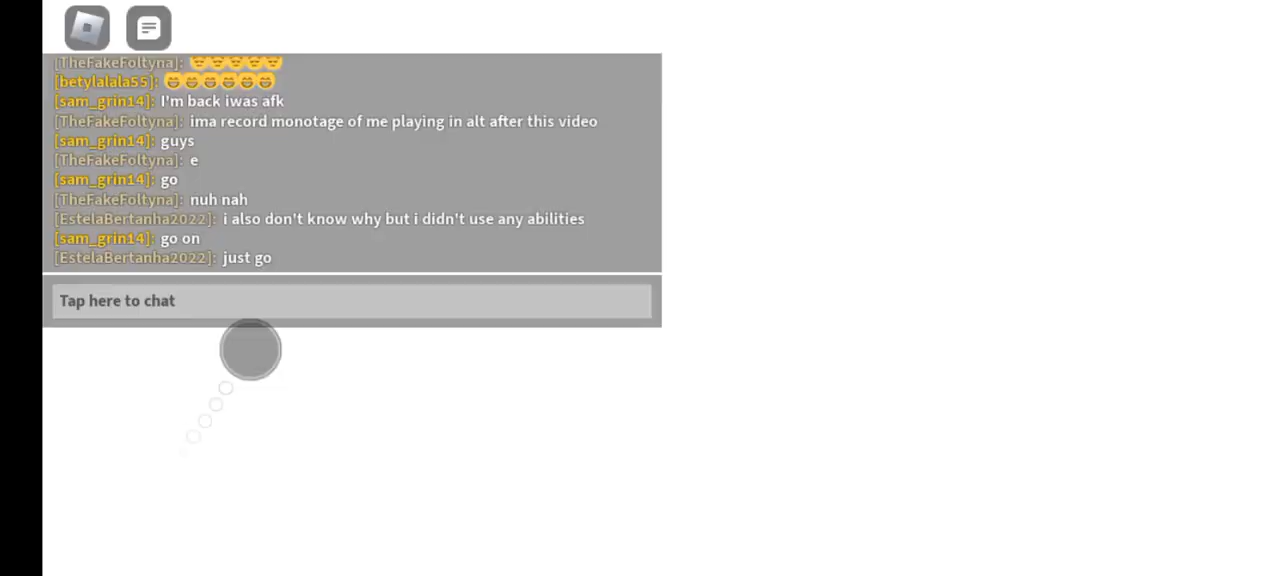 [TheFakeFoltyna]: 😏😏😏😏😏
[betylalala55]: 😁😁😁😁😁😁
[sam_grin14]: I'm back iwas afk
[TheFakeFoltyna]: ima record monotage of me playing in alt after this video
[sam_grin14]: guys
[TheFakeFoltyna]: e
[sam_grin14]: go
[TheFakeFoltyna]: nuh nah
[EstelaBertanha2022]: i also don't know why but i didn't use any abilities
[sam_grin14]: go on
[EstelaBertanha2022]: just go
Tap here to chat